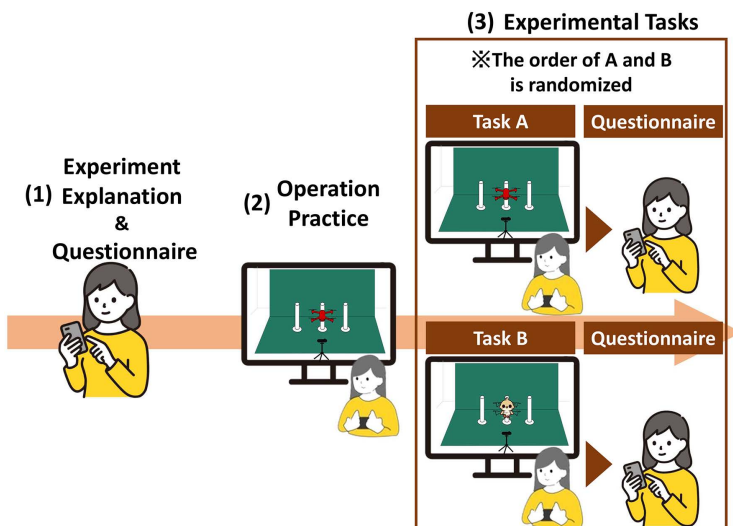 (3) Experimental Tasks
※The order of A and B
is randomized
Task A
Questionnaire
(1) Experiment
Explanation
&
Questionnaire
(2) Operation
Practice
Task B
Questionnaire